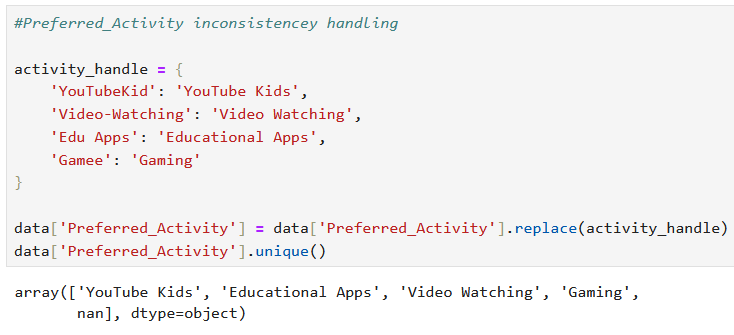 #Preferred_Activity inconsistencey handling
activity_handle = {
    'YouTubeKid': 'YouTube Kids',
    'Video-Watching': 'Video Watching',
    'Edu Apps': 'Educational Apps',
    'Gamee': 'Gaming'
}
data['Preferred_Activity'] = data['Preferred_Activity'].replace(activity_handle)
data['Preferred_Activity'].unique()
array(['YouTube Kids', 'Educational Apps', 'Video Watching', 'Gaming',
       nan], dtype=object)